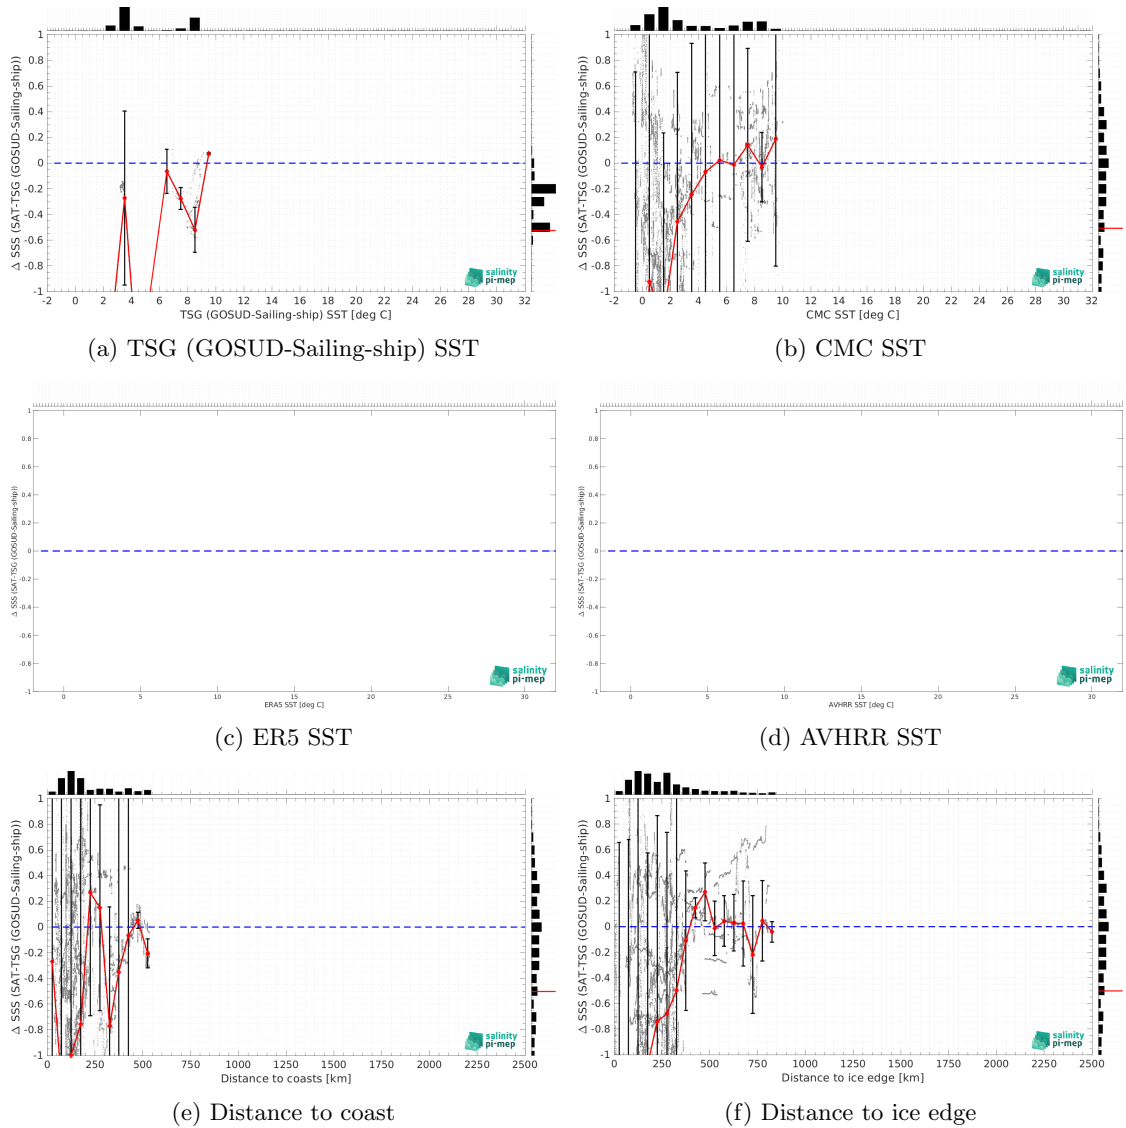 1
0.8
0.6
0.4
0.2
0
-0.2
-0.4
-0.6
-0.8
-1
Δ SSS (SAT-TSG (GOSUD-Sailing-ship))
salinity
pi-mep
-2 0 2 4 6 8 10 12 14 16 18 20 22 24 26 28 30 32
TSG (GOSUD-Sailing-ship) SST [deg C]
(a) TSG (GOSUD-Sailing-ship) SST
1
0.8
0.6
0.4
0.2
0
-0.2
-0.4
-0.6
-0.8
-1
Δ SSS (SAT-TSG (GOSUD-Sailing-ship))
salinity
pi-mep
-2 0 2 4 6 8 10 12 14 16 18 20 22 24 26 28 30 32
CMC SST [deg C]
(b) CMC SST
1
0.8
0.6
0.4
0.2
0
-0.2
-0.4
-0.6
-0.8
-1
Δ SSS (SAT-TSG (GOSUD-Sailing-ship))
salinity
pi-mep
0 5 10 15 20 25 30
ERA5 SST [deg C]
(c) ER5 SST
1
0.8
0.6
0.4
0.2
0
-0.2
-0.4
-0.6
-0.8
-1
Δ SSS (SAT-TSG (GOSUD-Sailing-ship))
salinity
pi-mep
0 5 10 15 20 25 30
AVHRR SST [deg C]
(d) AVHRR SST
1
0.8
0.6
0.4
0.2
0
-0.2
-0.4
-0.6
-0.8
-1
Δ SSS (SAT-TSG (GOSUD-Sailing-ship))
salinity
pi-mep
0 250 500 750 1000 1250 1500 1750 2000 2250 2500
Distance to coasts [km]
(e) Distance to coast
1
0.8
0.6
0.4
0.2
0
-0.2
-0.4
-0.6
-0.8
-1
Δ SSS (SAT-TSG (GOSUD-Sailing-ship))
salinity
pi-mep
0 250 500 750 1000 1250 1500 1750 2000 2250 2500
Distance to ice edge [km]
(f) Distance to ice edge